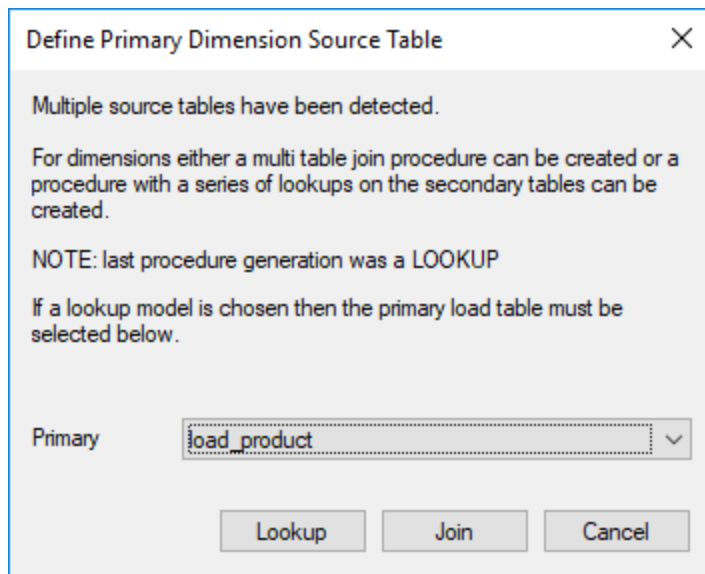 Define Primary Dimension Source Table
Multiple source tables have been detected.
For dimensions either a multi table join procedure can be created or a
procedure with a series of lookups on the secondary tables can be
created.
NOTE: last procedure generation was a LOOKUP
If a lookup model is chosen then the primary load table must be
selected below.
Primary load_product
Lookup Join Cancel